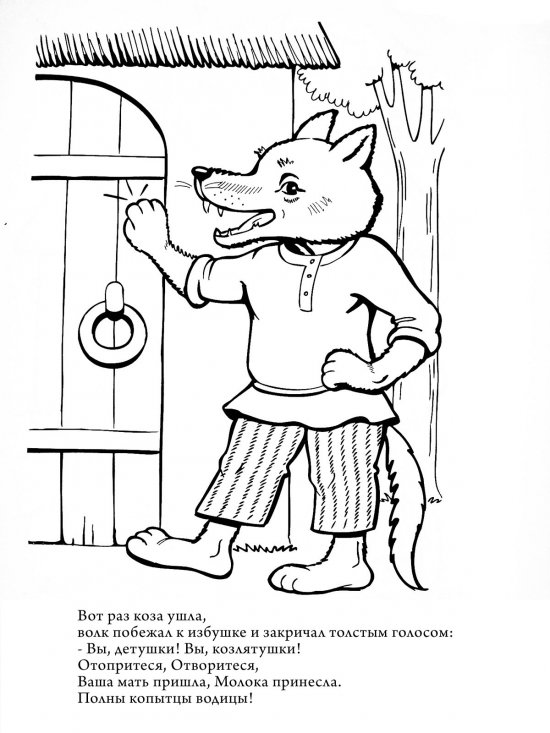 Вот раз коза ушла,
волк побежал к избушке и закричал толстым голосом:
- Вы, детушки! Вы, козлятушки!
Отопритеся, Отворитеся,
Ваша мать пришла, Молока принесла.
Полны копытцы водицы!